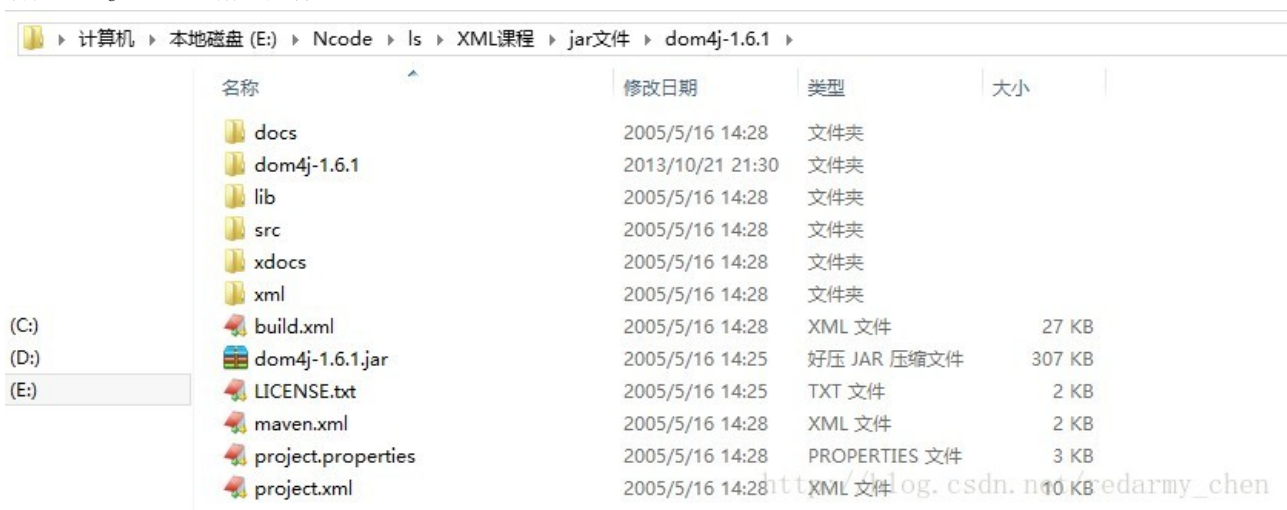 计算机 本地磁盘 (E:) Ncode ls XML课程 jar文件 dom4j-1.6.1
名称 修改日期 类型 大小
docs 2005/5/16 14:28 文件夹
dom4j-1.6.1 2013/10/21 21:30 文件夹
lib 2005/5/16 14:28 文件夹
src 2005/5/16 14:28 文件夹
xdocs 2005/5/16 14:28 文件夹
xml 2005/5/16 14:28 文件夹
(C:) build.xml 2005/5/16 14:28 XML 文件 27 KB
(D:) dom4j-1.6.1.jar 2005/5/16 14:25 好压 JAR 压缩文件 307 KB
(E:) LICENSE.txt 2005/5/16 14:25 TXT 文件 2 KB
maven.xml 2005/5/16 14:28 XML 文件 2 KB
project.properties 2005/5/16 14:28 PROPERTIES 文件 3 KB
project.xml 2005/5/16 14:28 XML 文件 10 KB
http://blog.csdn.net/redarmy_chen